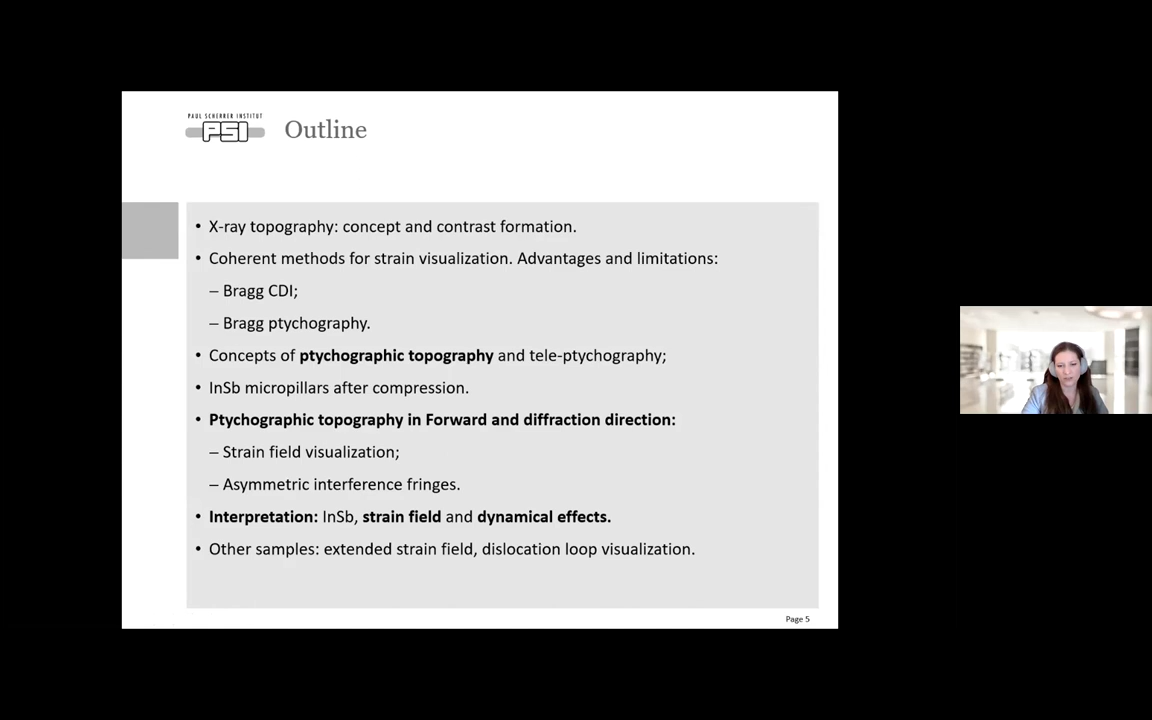 PAUL SCHERRER INSTITUT
PSI
Outline
• X-ray topography: concept and contrast formation.
• Coherent methods for strain visualization. Advantages and limitations:
– Bragg CDI;
– Bragg ptychography.
• Concepts of ptychographic topography and tele-ptychography;
• InSb micropillars after compression.
• Ptychographic topography in Forward and diffraction direction:
– Strain field visualization;
– Asymmetric interference fringes.
• Interpretation: InSb, strain field and dynamical effects.
• Other samples: extended strain field, dislocation loop visualization.
Page 5